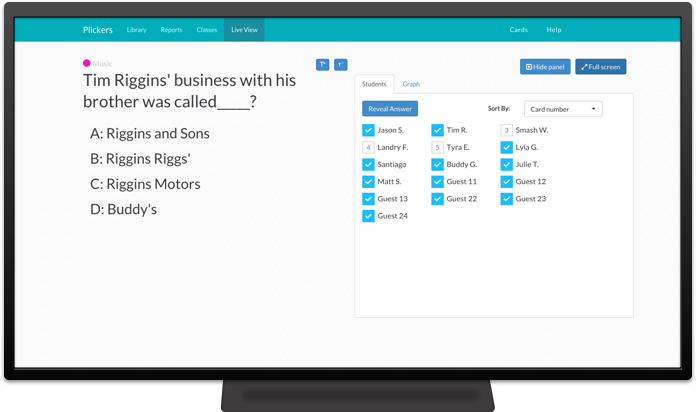 Plickers Library Reports Classes Live View Cards Help
Music
Tim Riggins' business with his
brother was called____?
A: Riggins and Sons
B: Riggins Riggs'
C: Riggins Motors
D: Buddy's
T+ T-
Hide panel Full screen
Students Graph
Reveal Answer Sort By: Card number
Jason S. Tim R. 3 Smash W.
4 Landry F. 5 Tyra E. Lyla G.
Santiago Buddy G. Julie T.
Matt S. Guest 11 Guest 12
Guest 13 Guest 22 Guest 23
Guest 24